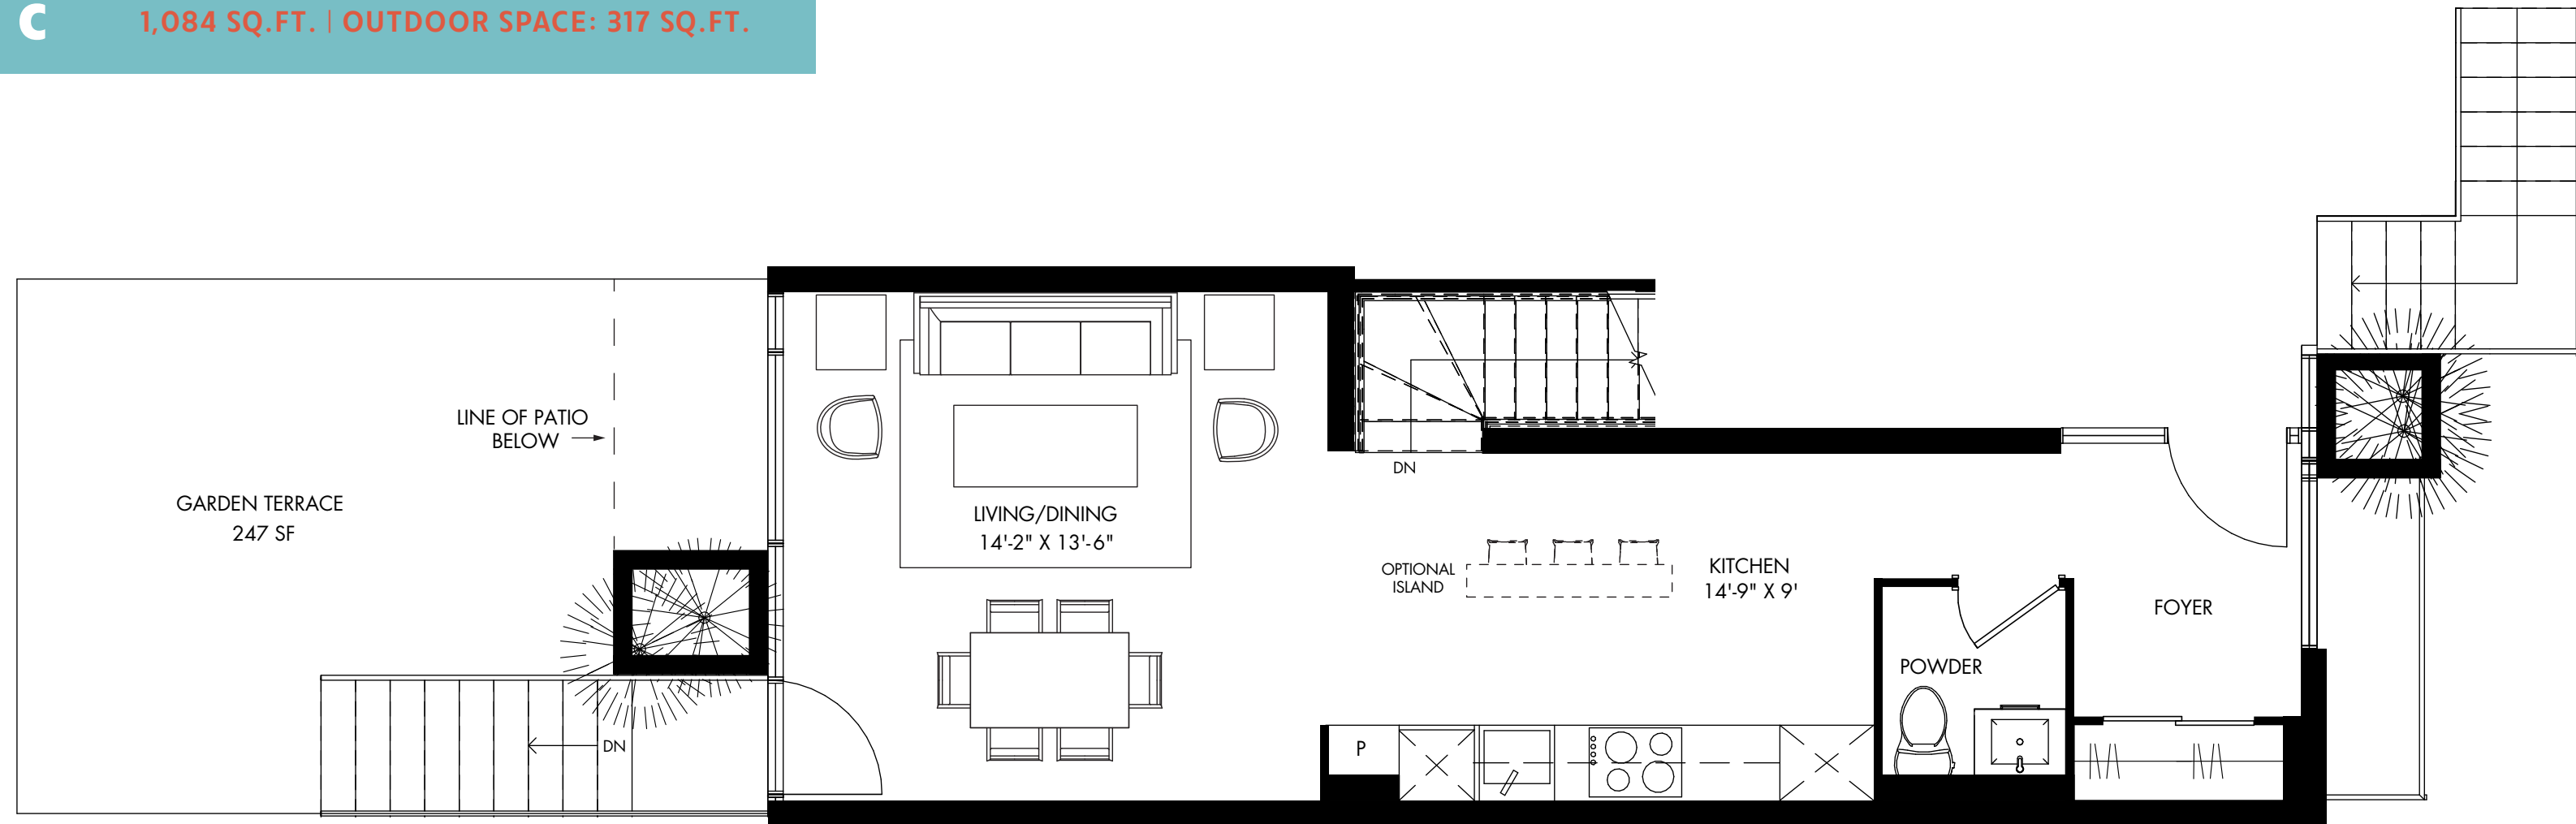 C
1,084 SQ.FT. | OUTDOOR SPACE: 317 SQ.FT.
LINE OF PATIO
BELOW
GARDEN TERRACE
247 SF
DN
LIVING/DINING
14'-2" X 13'-6"
DN
OPTIONAL
ISLAND
KITCHEN
14'-9" X 9'
P
POWDER
FOYER